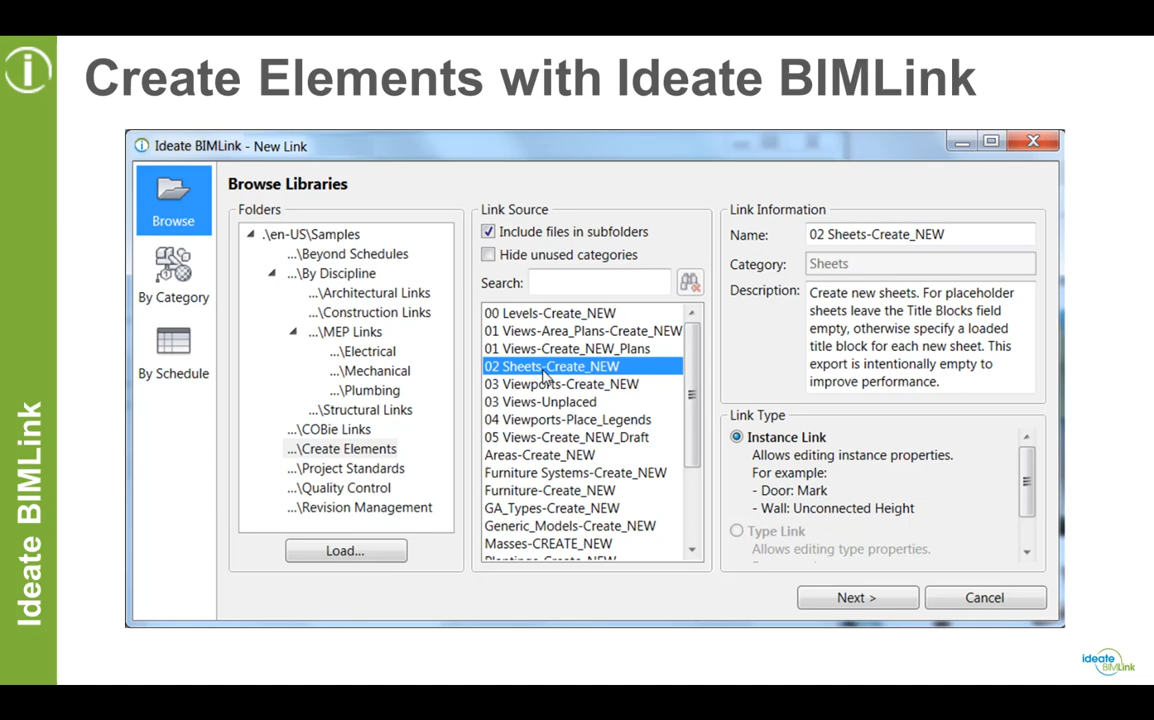 Create Elements with Ideate BIMLink
Ideate BIMLink
Ideate BIMLink - New Link
Browse
By Category
By Schedule
Browse Libraries
Folders
.\en-US\Samples
...\Beyond Schedules
...\By Discipline
...\Architectural Links
...\Construction Links
...\MEP Links
...\Electrical
...\Mechanical
...\Plumbing
...\Structural Links
...\COBie Links
...\Create Elements
...\Project Standards
...\Quality Control
...\Revision Management
Load...
Link Source
Include files in subfolders
Hide unused categories
Search:
00 Levels-Create_NEW
01 Views-Area_Plans-Create_NEW
01 Views-Create_NEW_Plans
02 Sheets-Create_NEW
03 Viewports-Create_NEW
03 Views-Unplaced
04 Viewports-Place_Legends
05 Views-Create_NEW_Draft
Areas-Create_NEW
Furniture Systems-Create_NEW
Furniture-Create_NEW
GA_Types-Create_NEW
Generic_Models-Create_NEW
Masses-CREATE_NEW
Link Information
Name: 02 Sheets-Create_NEW
Category: Sheets
Description: Create new sheets. For placeholder
sheets leave the Title Blocks field
empty, otherwise specify a loaded
title block for each new sheet. This
export is intentionally empty to
improve performance.
Link Type
Instance Link
Allows editing instance properties.
For example:
- Door: Mark
- Wall: Unconnected Height
Type Link
Allows editing type properties.
Next >
Cancel
ideate
BIMLink